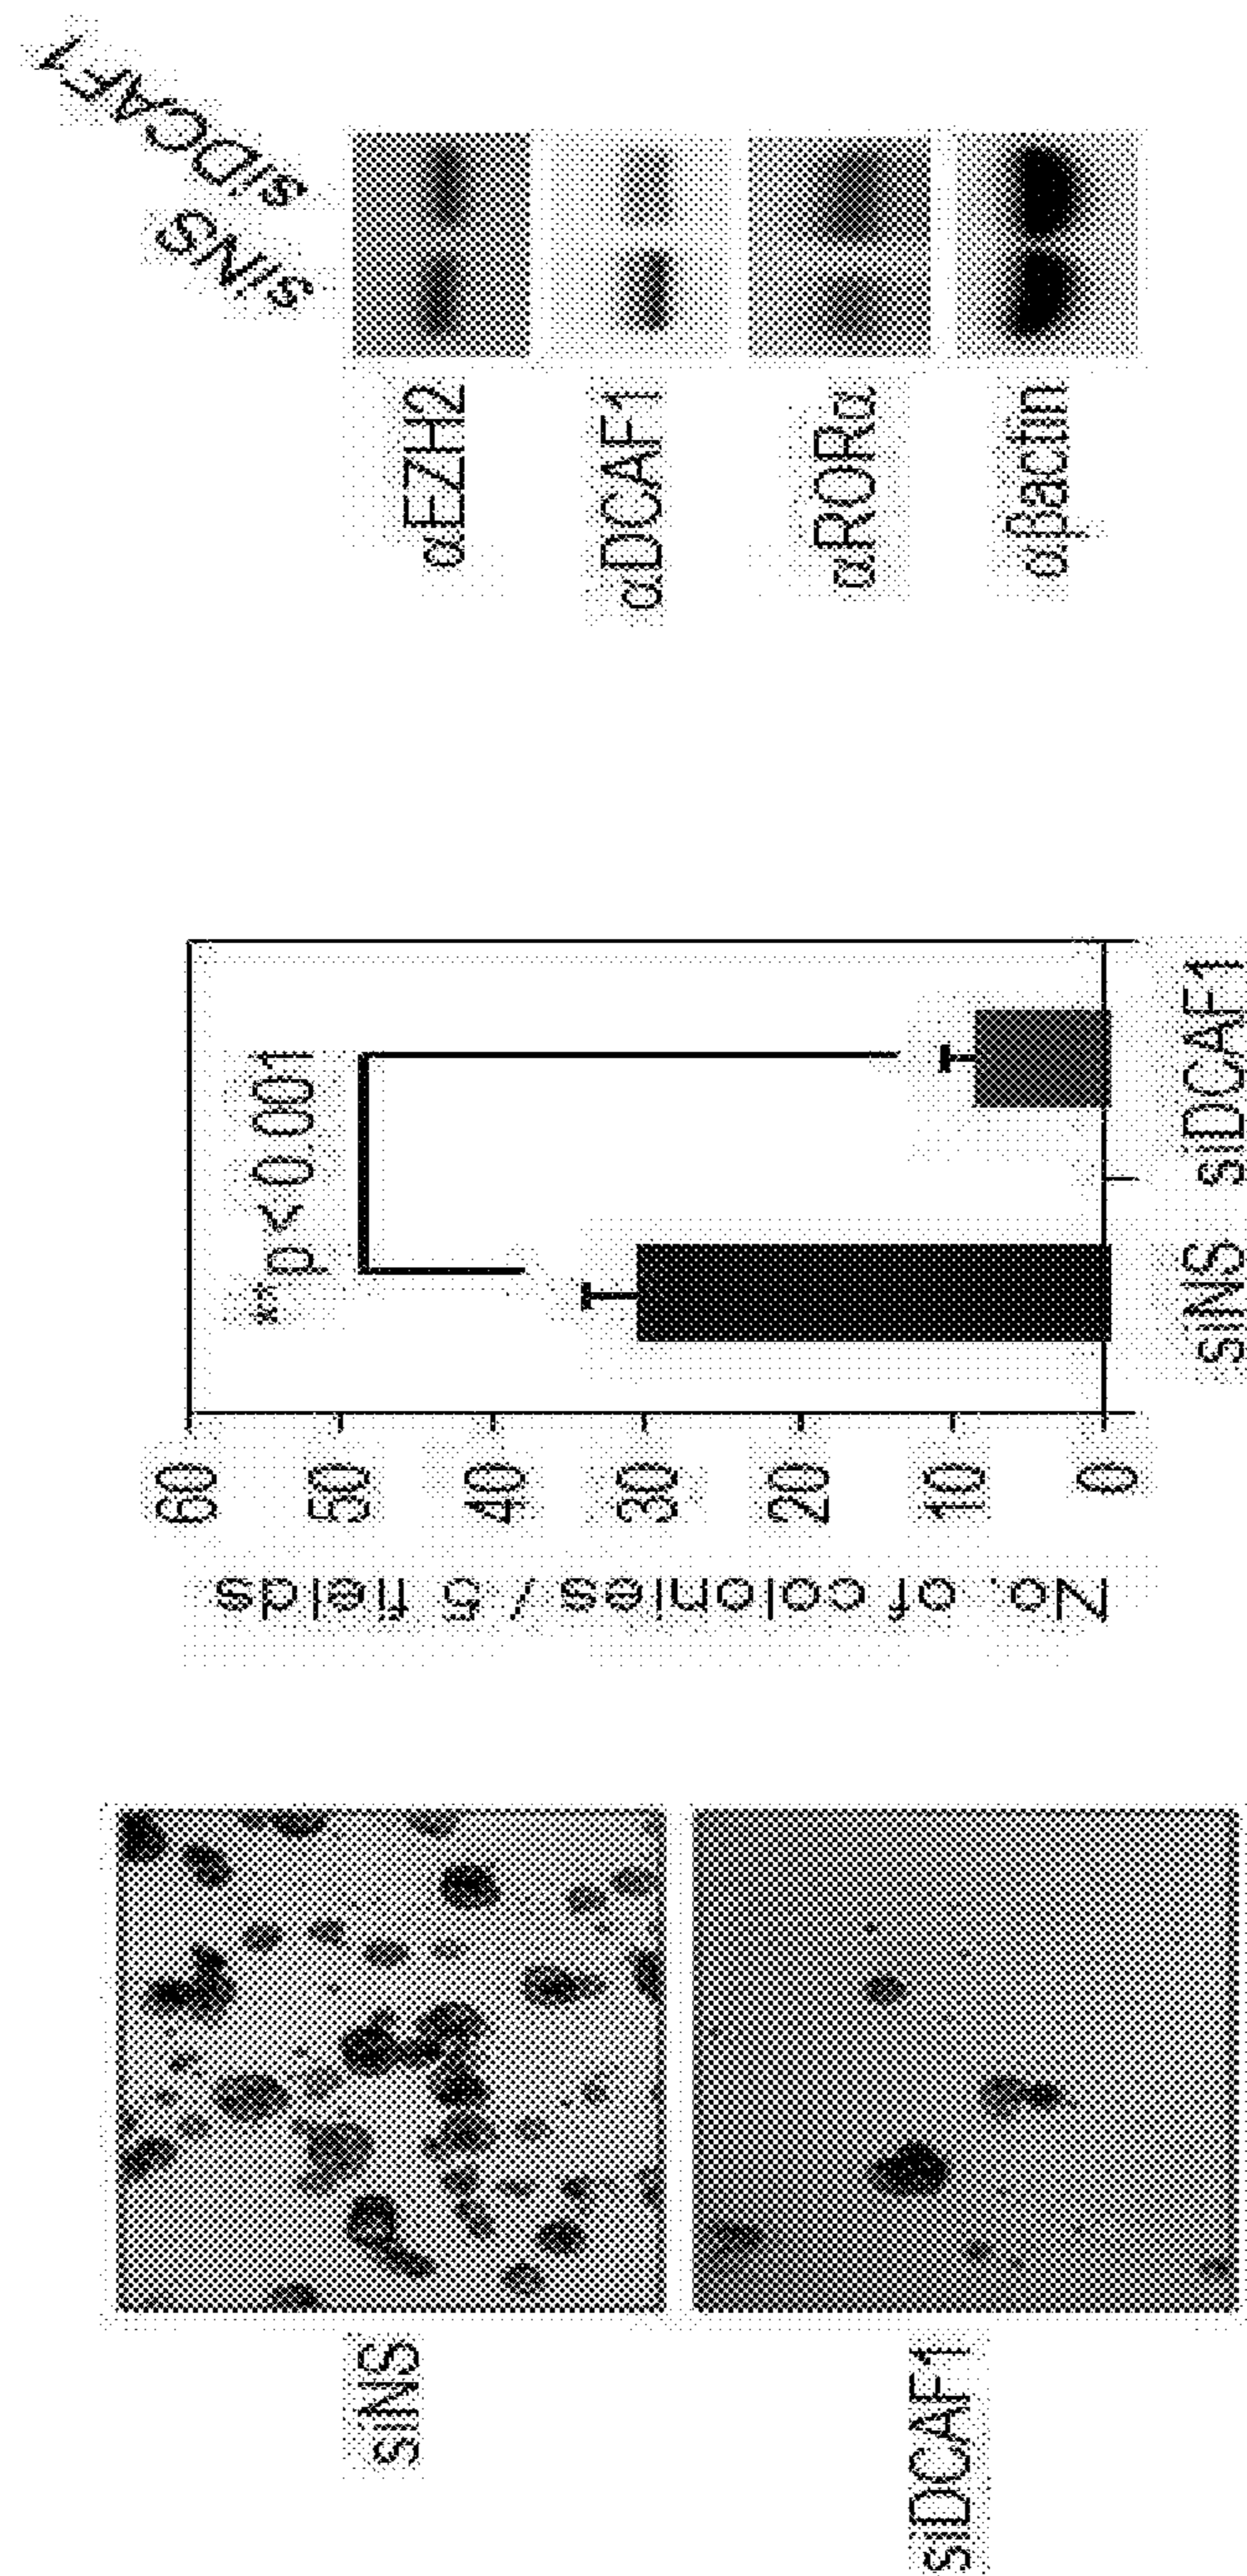 siNS
siDCAF1
No. of colonies / 5 fields
60
50
40
30
20
10
0
**p<0.001
siNS siDCAF1
siNS siDCAF1
αEZH2
αDCAF1
αRORα
αβactin